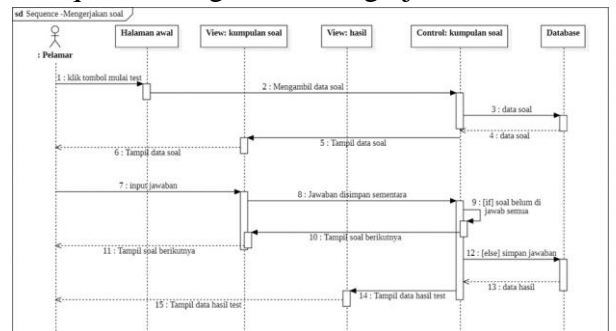 sd Sequence -Mengerjakan soal
Halaman awal
View: kumpulan soal
View: hasil
Control: kumpulan soal
Database
: Pelamar
1 : klik tombol mulai test
2 : Mengambil data soal
3 : data soal
4 : data soal
5 : Tampil data soal
6 : Tampil data soal
7 : input jawaban
8 : Jawaban disimpan sementara
9 : [if] soal belum di
jawab semua
10 : Tampil soal berikutnya
11 : Tampil soal berikutnya
12 : [else] simpan jawaban
13 : data hasil
14 : Tampil data hasil test
15 : Tampil data hasil test